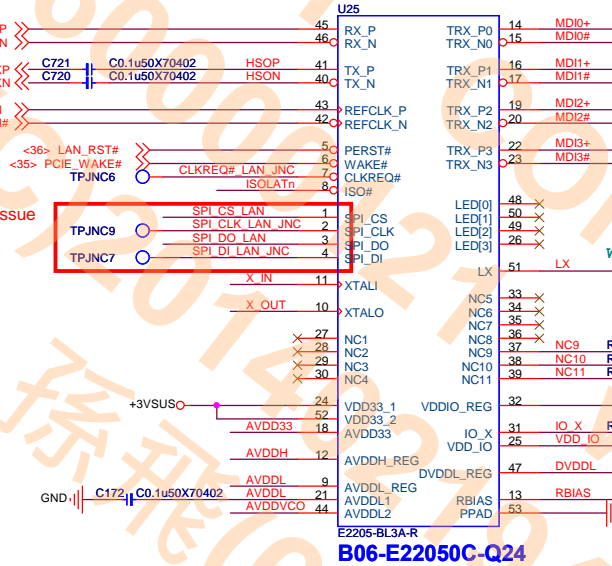 U25
P 45 RX_P TRX_P0 14 MDI0+
N 46 RX_N TRX_N0 15 MDI0#
C721 C0.1u50X70402 HSOP 41 TX_P TRX_P1 16 MDI1+
C720 C0.1u50X70402 HSON 40 TX_N TRX_N1 17 MDI1#
43 REFCLK_P TRX_P2 19 MDI2+
42 REFCLK_N TRX_N2 20 MDI2#
<36> LAN_RST# 5 PERST# TRX_P3 22 MDI3+
<35> PCIE_WAKE# 6 WAKE# TRX_N3 23 MDI3#
TPJNC6 CLKREQ#_LAN_JNC 7 CLKREQ#
ISOLATn 8 ISO#
LED[0] 48
ssue SPI_CS_LAN 1 SPI_CS LED[1] 50
TPJNC9 SPI_CLK_LAN_JNC 2 SPI_CLK LED[2] 49
SPI_DO_LAN 3 SPI_DO LED[3] 26
TPJNC7 SPI_DI_LAN_JNC 4 SPI_DI
LX 51 LX
X_IN 11 XTALI
NC5 33
X_OUT 10 XTALO NC6 34
NC7 35
27 NC1 NC8 36
28 NC2 NC9 37 NC9 R
29 NC3 NC10 38 NC10 R
30 NC4 NC11 39 NC11 R
+3VSUS 24 VDD33_1 VDDIO_REG 32
52 VDD33_2
AVDD33 18 AVDD33 IO_X 31 IO_X R
VDD_IO 25 VDD_IO
AVDDH 12 AVDDH_REG
DVDDL_REG 47 DVDDL
AVDDL 9 AVDDL_REG
GND C172 C0.1u50X70402 AVDDL 21 AVDDL1 RBIAS 13 RBIAS
AVDDVCO 44 AVDDL2 PPAD 53
E2205-BL3A-R
B06-E22050C-Q24